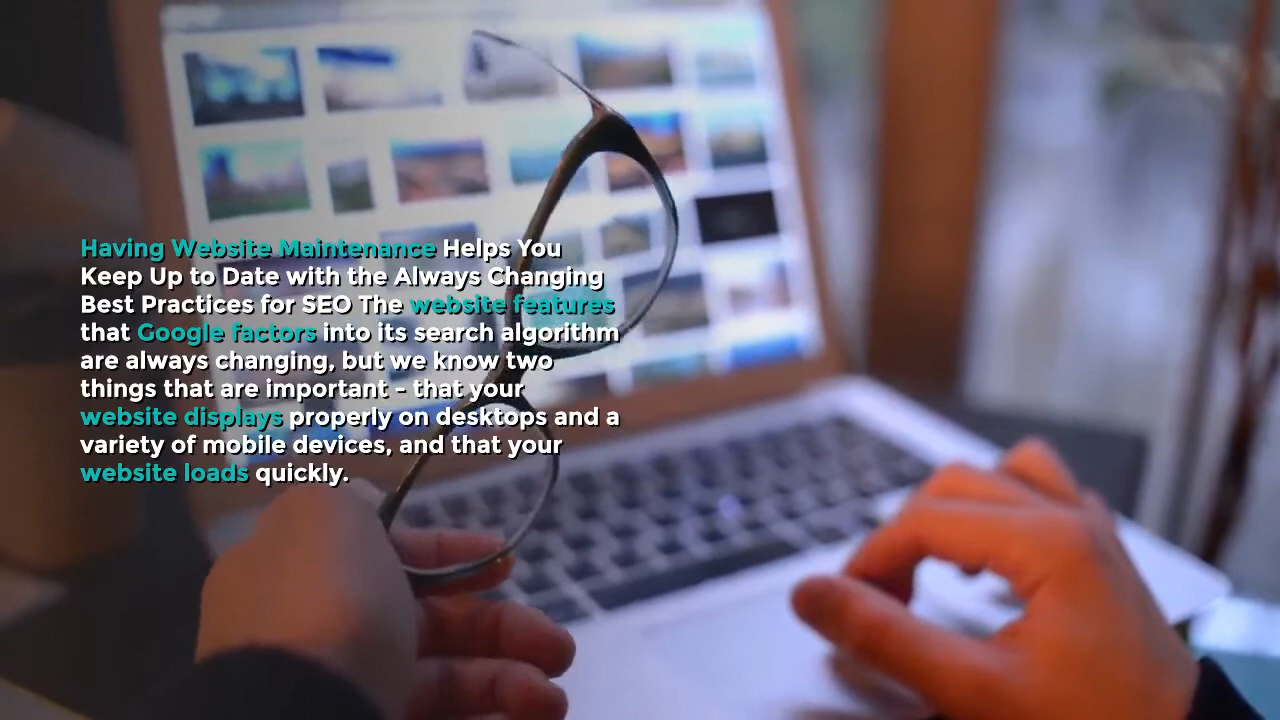 Having Website Maintenance Helps You
Keep Up to Date with the Always Changing
Best Practices for SEO The website features
that Google factors into its search algorithm
are always changing, but we know two
things that are important - that your
website displays properly on desktops and a
variety of mobile devices, and that your
website loads quickly.